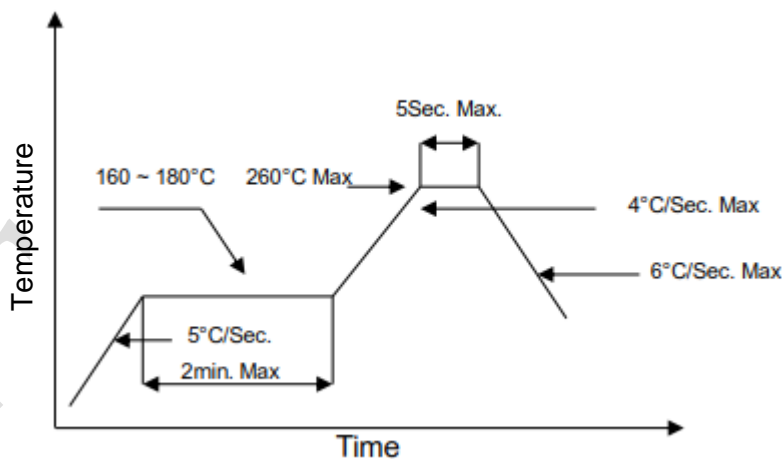 5Sec. Max.
160 ~ 180°C
260°C Max
4°C/Sec. Max
6°C/Sec. Max
5°C/Sec.
2min. Max
Temperature
Time